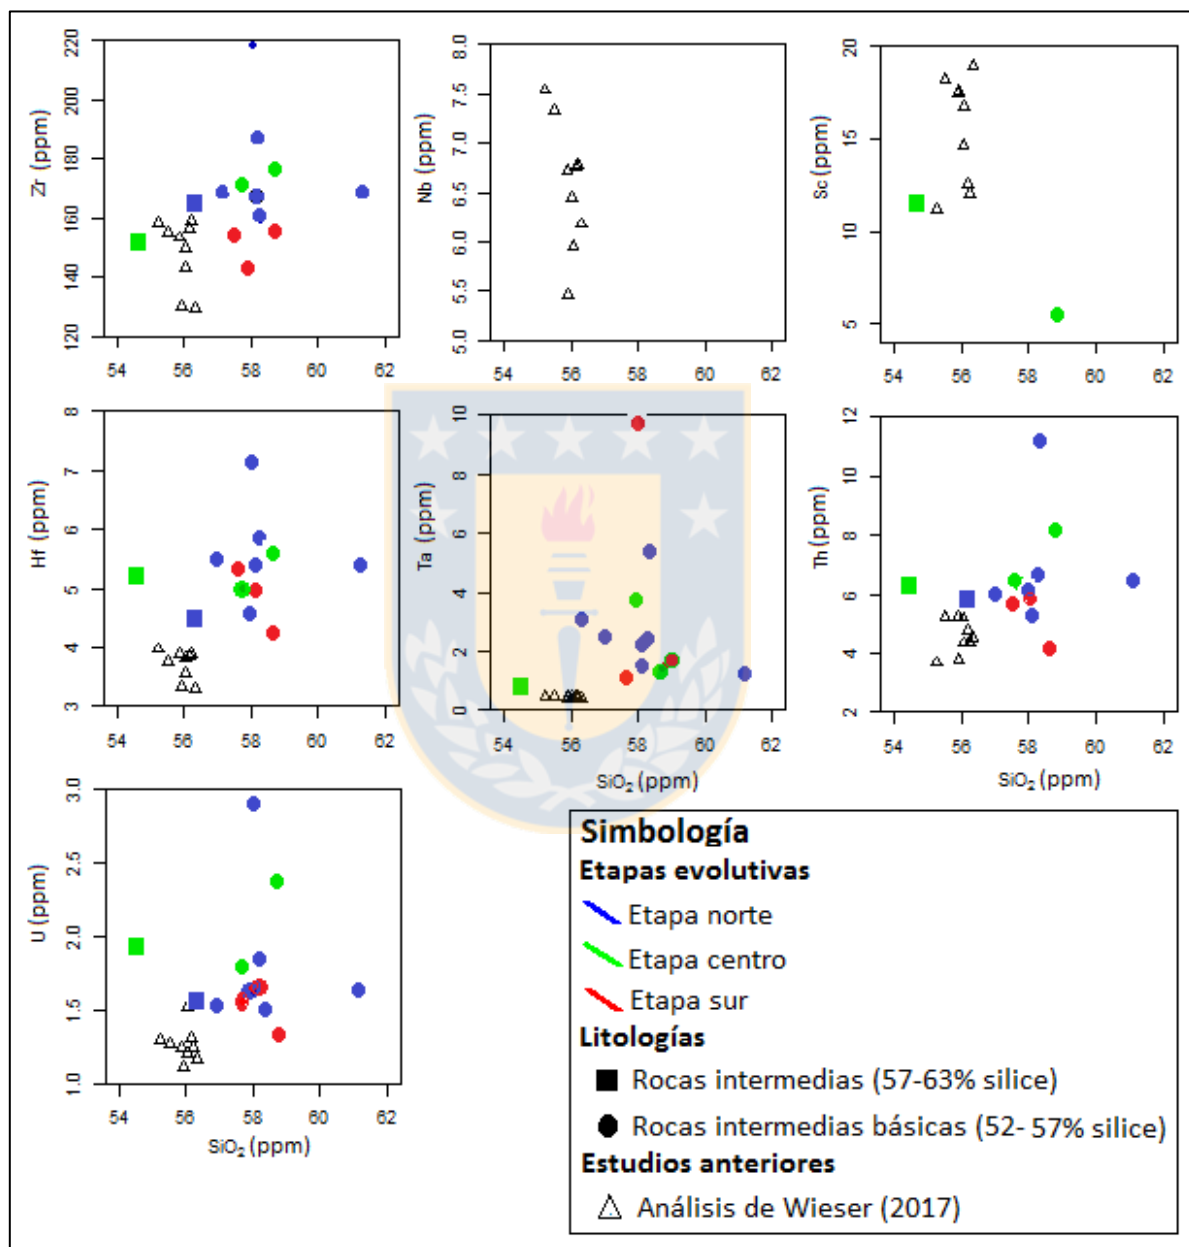 220
200
180
160
140
120
Zr (ppm)
54 56 58 60 62
8.0
7.5
7.0
6.5
6.0
5.5
5.0
Nb (ppm)
54 56 58 60 62
20
15
10
5
Sc (ppm)
54 56 58 60 62
8
7
6
5
4
3
Hf (ppm)
54 56 58 60 62
10
8
6
4
2
0
Ta (ppm)
54 56 58 60 62
SiO₂ (ppm)
12
10
8
6
4
2
Th (ppm)
54 56 58 60 62
SiO₂ (ppm)
3.0
2.5
2.0
1.5
1.0
U (ppm)
54 56 58 60 62
SiO₂ (ppm)
Simbología
Etapas evolutivas
Etapa norte
Etapa centro
Etapa sur
Litologías
Rocas intermedias (57-63% silice)
Rocas intermedias básicas (52- 57% silice)
Estudios anteriores
Análisis de Wieser (2017)